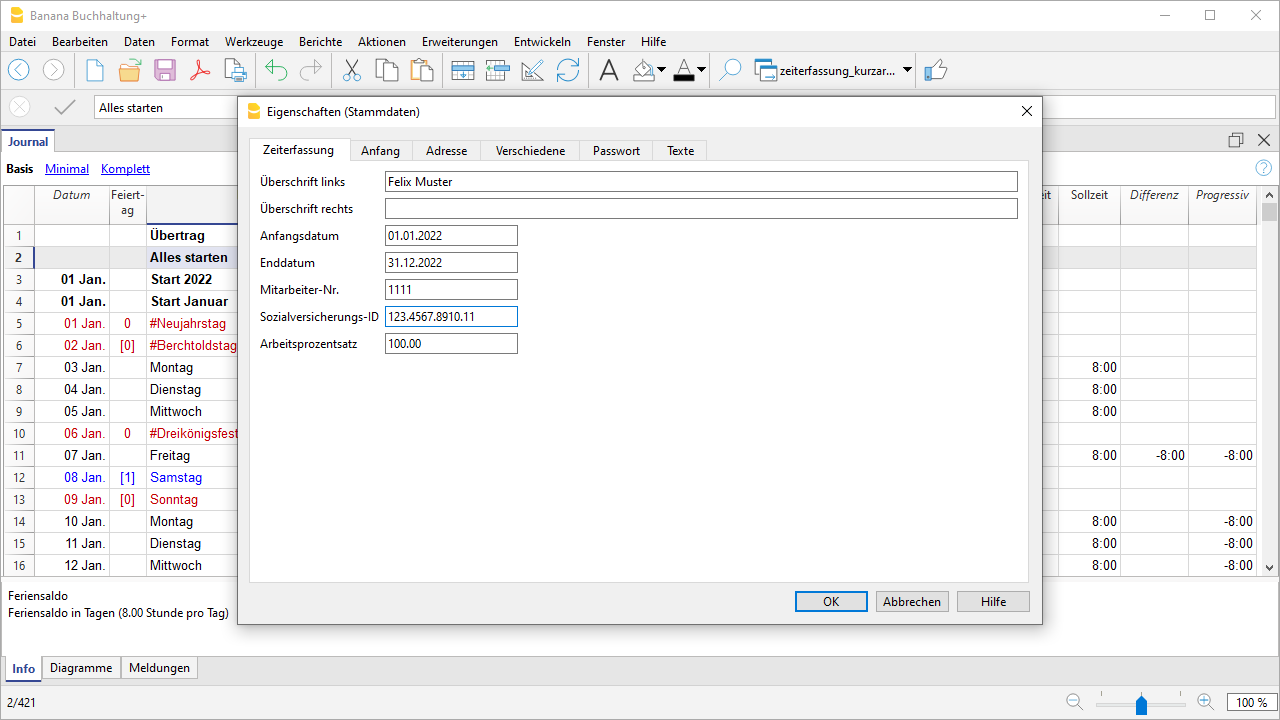 Banana Buchhaltung+
Datei Bearbeiten Daten Format Werkzeuge Berichte Aktionen Erweiterungen Entwickeln Fenster Hilfe
zeiterfassung_kurzar...
Alles starten
Journal
Basis Minimal Komplett
Datum Feiertag Sollzeit Differenz Progressiv
1 Übertrag
2 Alles starten
3 01 Jan. Start 2022
4 01 Jan. Start Januar
5 01 Jan. 0 #Neujahrstag
6 02 Jan. [0] #Berchtoldstag
7 03 Jan. Montag 8:00
8 04 Jan. Dienstag 8:00
9 05 Jan. Mittwoch 8:00
10 06 Jan. 0 #Dreikönigsfest
11 07 Jan. Freitag 8:00 -8:00 -8:00
12 08 Jan. [1] Samstag
13 09 Jan. [0] Sonntag
14 10 Jan. Montag 8:00 -8:00
15 11 Jan. Dienstag 8:00 -8:00
16 12 Jan. Mittwoch 8:00 -8:00
Eigenschaften (Stammdaten)
Zeiterfassung Anfang Adresse Verschiedene Passwort Texte
Überschrift links Felix Muster
Überschrift rechts
Anfangsdatum 01.01.2022
Enddatum 31.12.2022
Mitarbeiter-Nr. 1111
Sozialversicherungs-ID 123.4567.8910.11
Arbeitsprozentsatz 100.00
OK Abbrechen Hilfe
Feriensaldo
Feriensaldo in Tagen (8.00 Stunde pro Tag)
Info Diagramme Meldungen
2/421 100 %